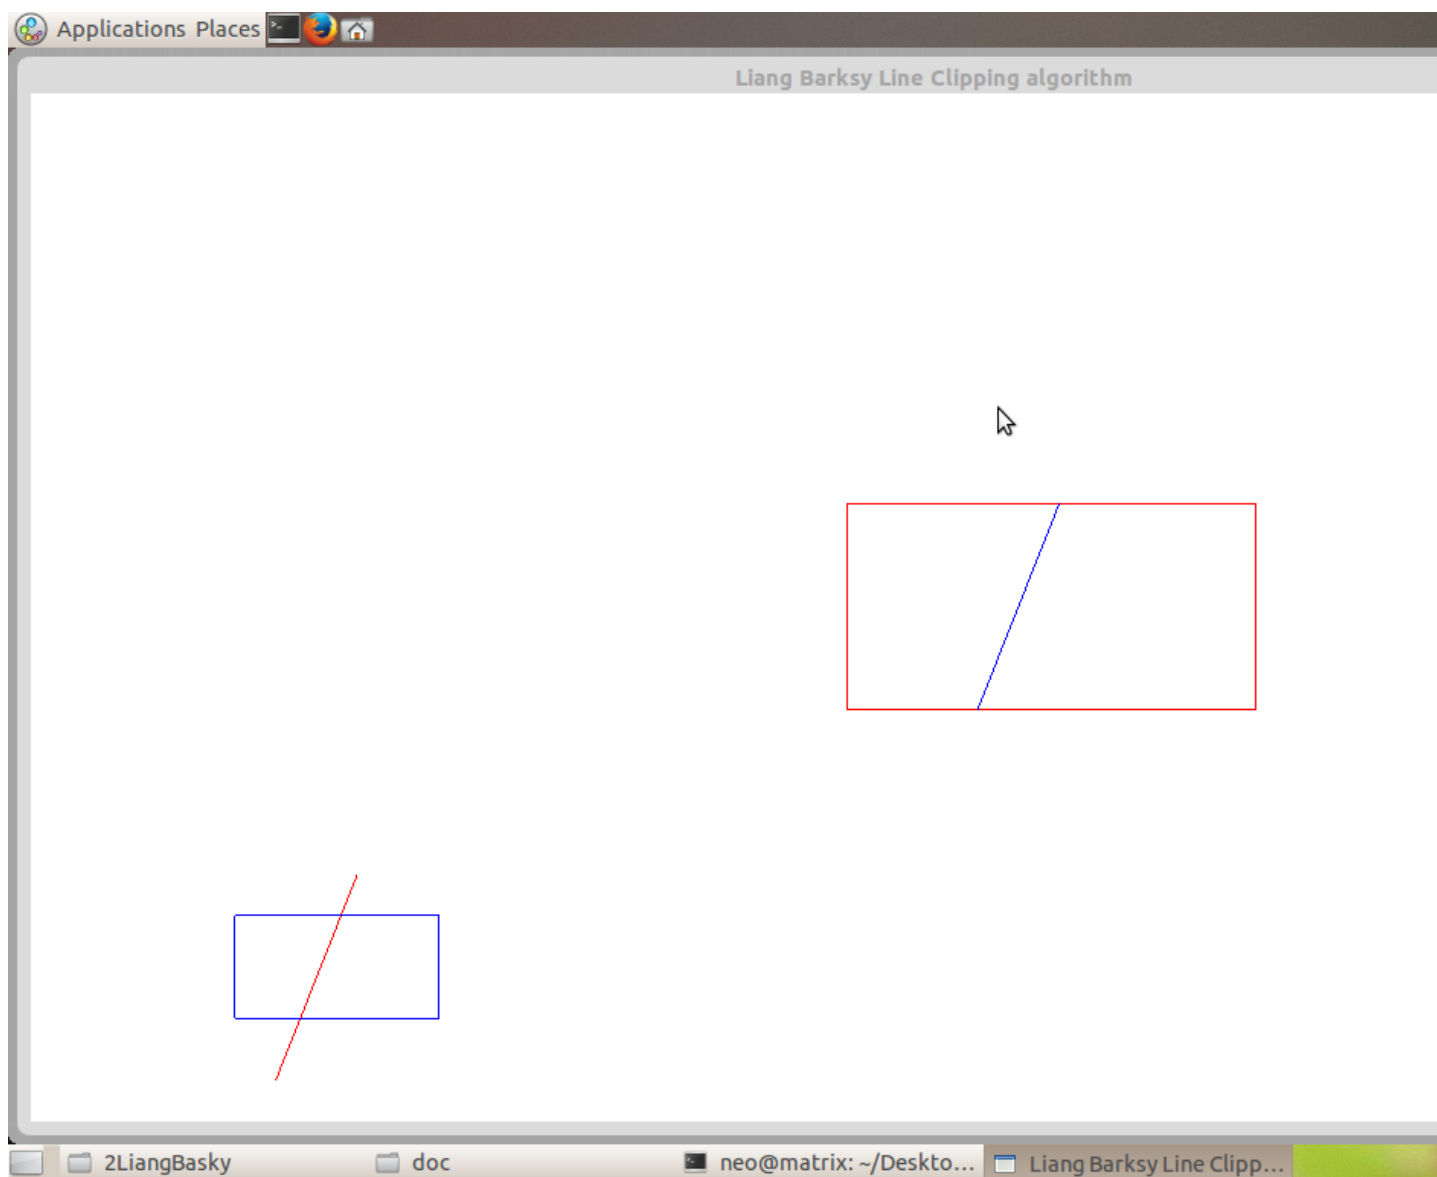 Applications Places
Liang Barksy Line Clipping algorithm
2LiangBasky doc neo@matrix: ~/Deskto... Liang Barksy Line Clipp...